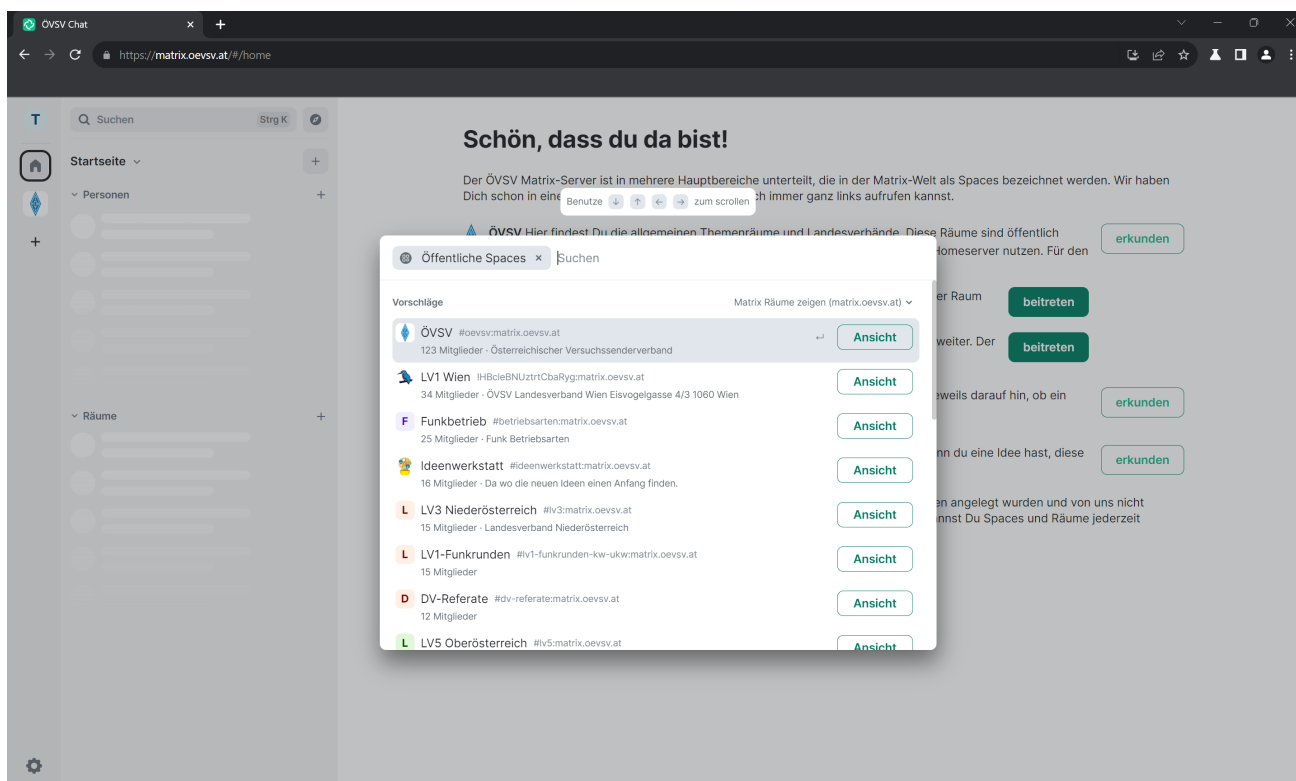 ÖVSV Chat
https://matrix.oevsv.at/#/home
T
Suchen Strg K
Startseite
Personen
Räume
Schön, dass du da bist!
Der ÖVSV Matrix-Server ist in mehrere Hauptbereiche unterteilt, die in der Matrix-Welt als Spaces bezeichnet werden. Wir haben
Dich schon in eine
ch immer ganz links aufrufen kannst.
Benutze ↓ ↑ ← → zum scrollen
ÖVSV Hier findest Du die allgemeinen Themenräume und Landesverbände. Diese Räume sind öffentlich
Homeserver nutzen. Für den
erkunden
er Raum
beitreten
weiter. Der
beitreten
eweils darauf hin, ob ein
erkunden
nn du eine Idee hast, diese
erkunden
en angelegt wurden und von uns nicht
annst Du Spaces und Räume jederzeit
Öffentliche Spaces × Suchen
Vorschläge Matrix Räume zeigen (matrix.oevsv.at)
ÖVSV #oevsv:matrix.oevsv.at
123 Mitglieder · Österreichischer Versuchssenderverband
Ansicht
LV1 Wien !HBcleBNUztrtCbaRyg:matrix.oevsv.at
34 Mitglieder · ÖVSV Landesverband Wien Eisvogelgasse 4/3 1060 Wien
Ansicht
F Funkbetrieb #betriebsarten:matrix.oevsv.at
25 Mitglieder · Funk Betriebsarten
Ansicht
Ideenwerkstatt #ideenwerkstatt:matrix.oevsv.at
16 Mitglieder · Da wo die neuen Ideen einen Anfang finden.
Ansicht
L LV3 Niederösterreich #lv3:matrix.oevsv.at
15 Mitglieder · Landesverband Niederösterreich
Ansicht
L LV1-Funkrunden #lv1-funkrunden-kw-ukw:matrix.oevsv.at
15 Mitglieder
Ansicht
D DV-Referate #dv-referate:matrix.oevsv.at
12 Mitglieder
Ansicht
L LV5 Oberösterreich #lv5:matrix.oevsv.at
Ansicht